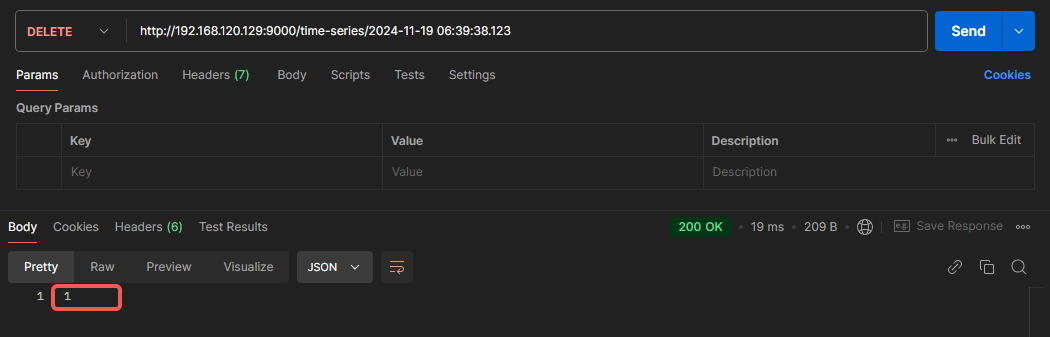 DELETE http://192.168.120.129:9000/time-series/2024-11-19 06:39:38.123 Send
Params Authorization Headers (7) Body Scripts Tests Settings Cookies
Query Params
Key Value Description Bulk Edit
Key Value Description
Body Cookies Headers (6) Test Results 200 OK 19 ms 209 B Save Response
Pretty Raw Preview Visualize JSON
1 1